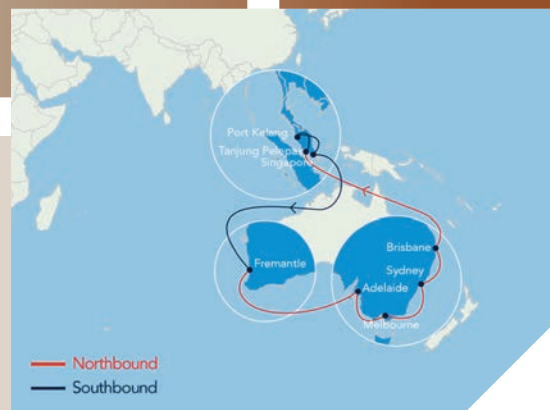 Port Kelang
Tanjung Pelepas
Singapore
Fremantle
Brisbane
Sydney
Adelaide
Melbourne
Northbound
Southbound